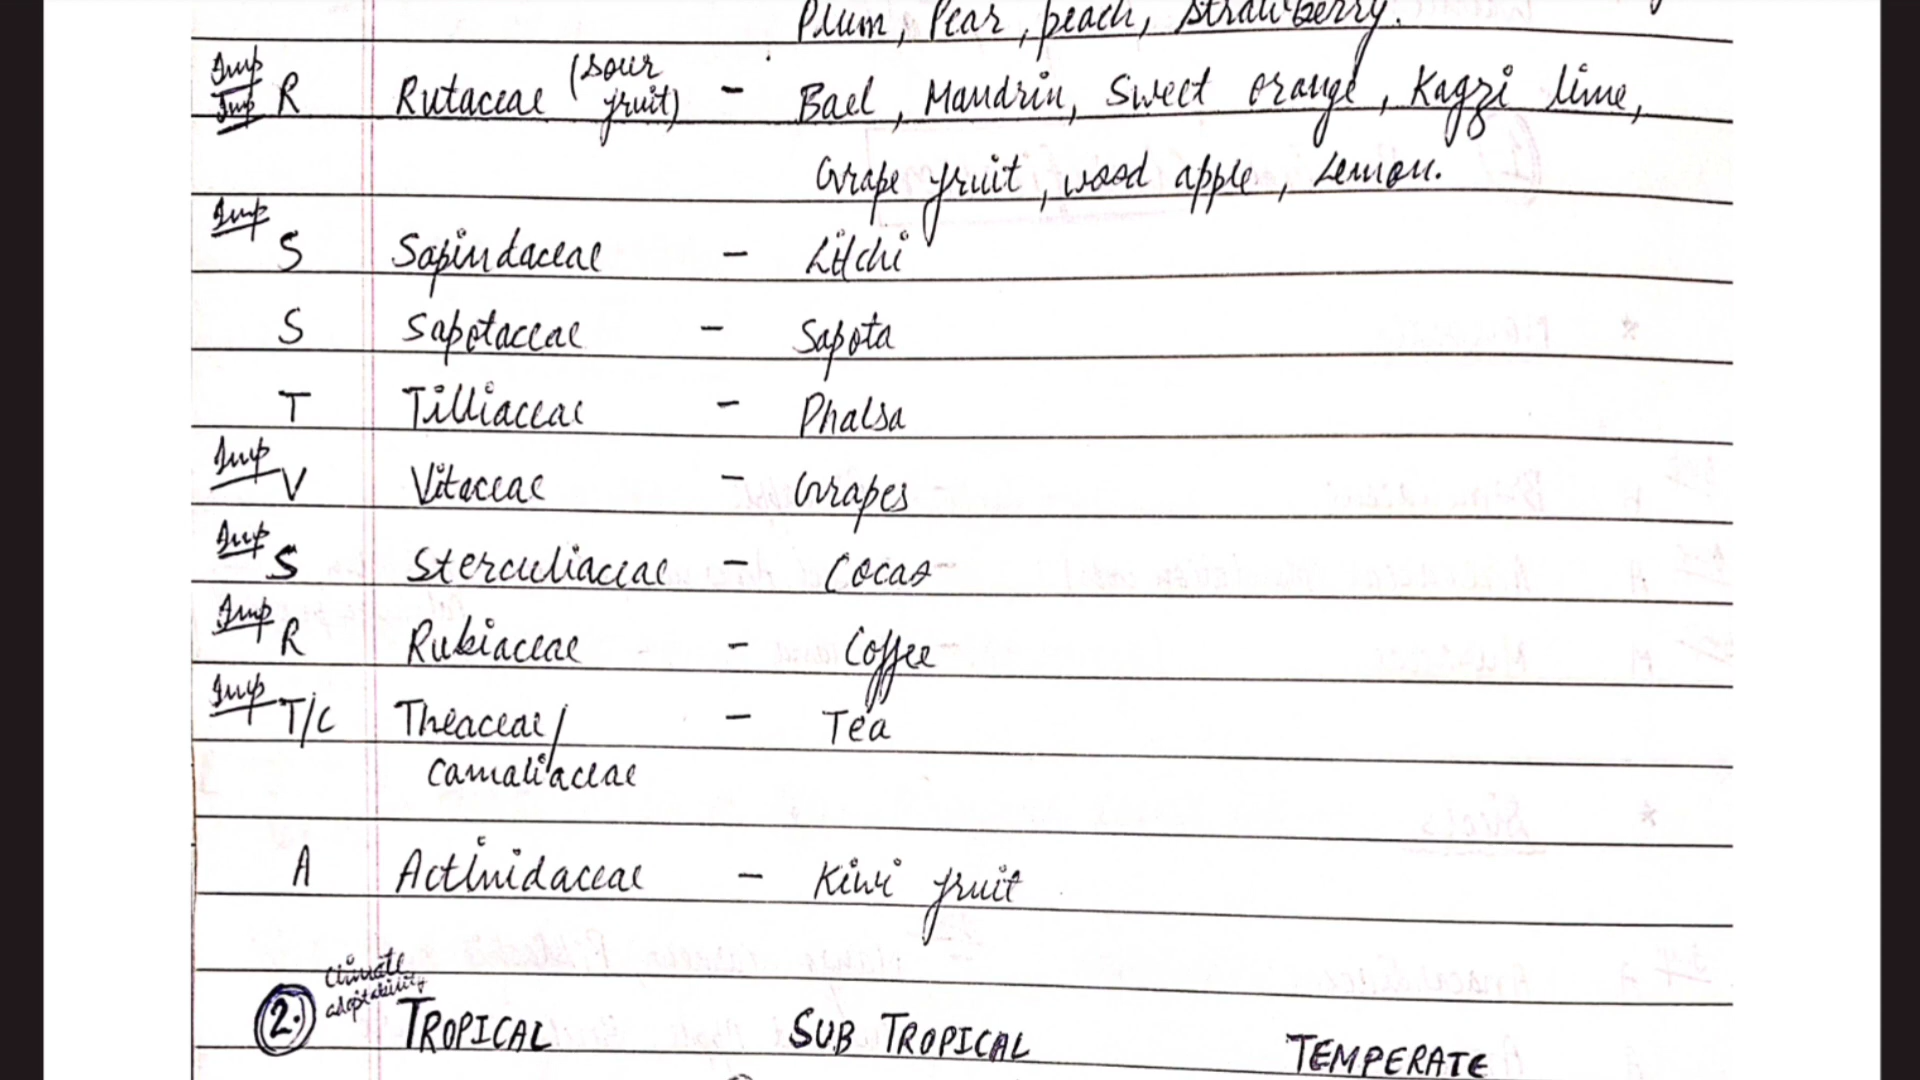 Plum, Pear, peach, strawberry.
Imp Imp R Rutaceae (sour fruit) - Bael, Mandrin, Sweet orange, Kagzi lime,
Grape fruit, wood apple, Lemon.
Imp S Sapindaceae - Litchi
S Sapotaceae - Sapota
T Tilliaceae - Phalsa
Imp V Vitaceae - Grapes
Imp S Sterculiaceae - Cocao
Imp R Rubiaceae - Coffee
Imp T/C Theaceae/ - Tea
Camaliaceae
A Actinidaceae - Kiwi fruit
Climate adaptability
2. TROPICAL SUB TROPICAL TEMPERATE